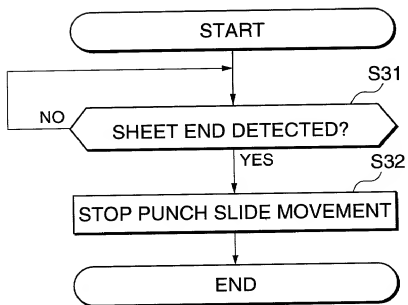 START
S31
NO
SHEET END DETECTED?
YES
S32
STOP PUNCH SLIDE MOVEMENT
END